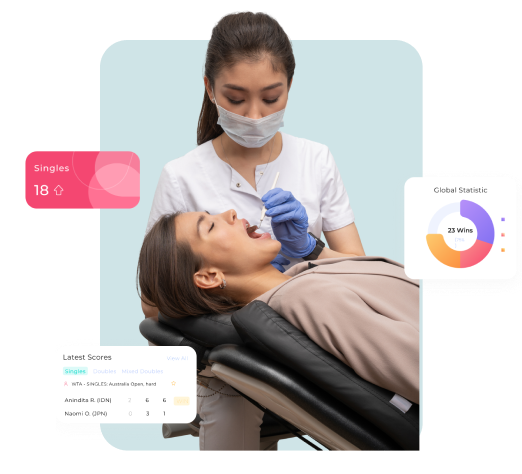 Singles
18
Global Statistic
23 Wins
Latest Scores
View All
Singles Doubles Mixed Doubles
WTA - SINGLES: Australia Open, hard
Anindita R. (IDN) 2 6 6
Naomi O. (JPN) 0 3 1